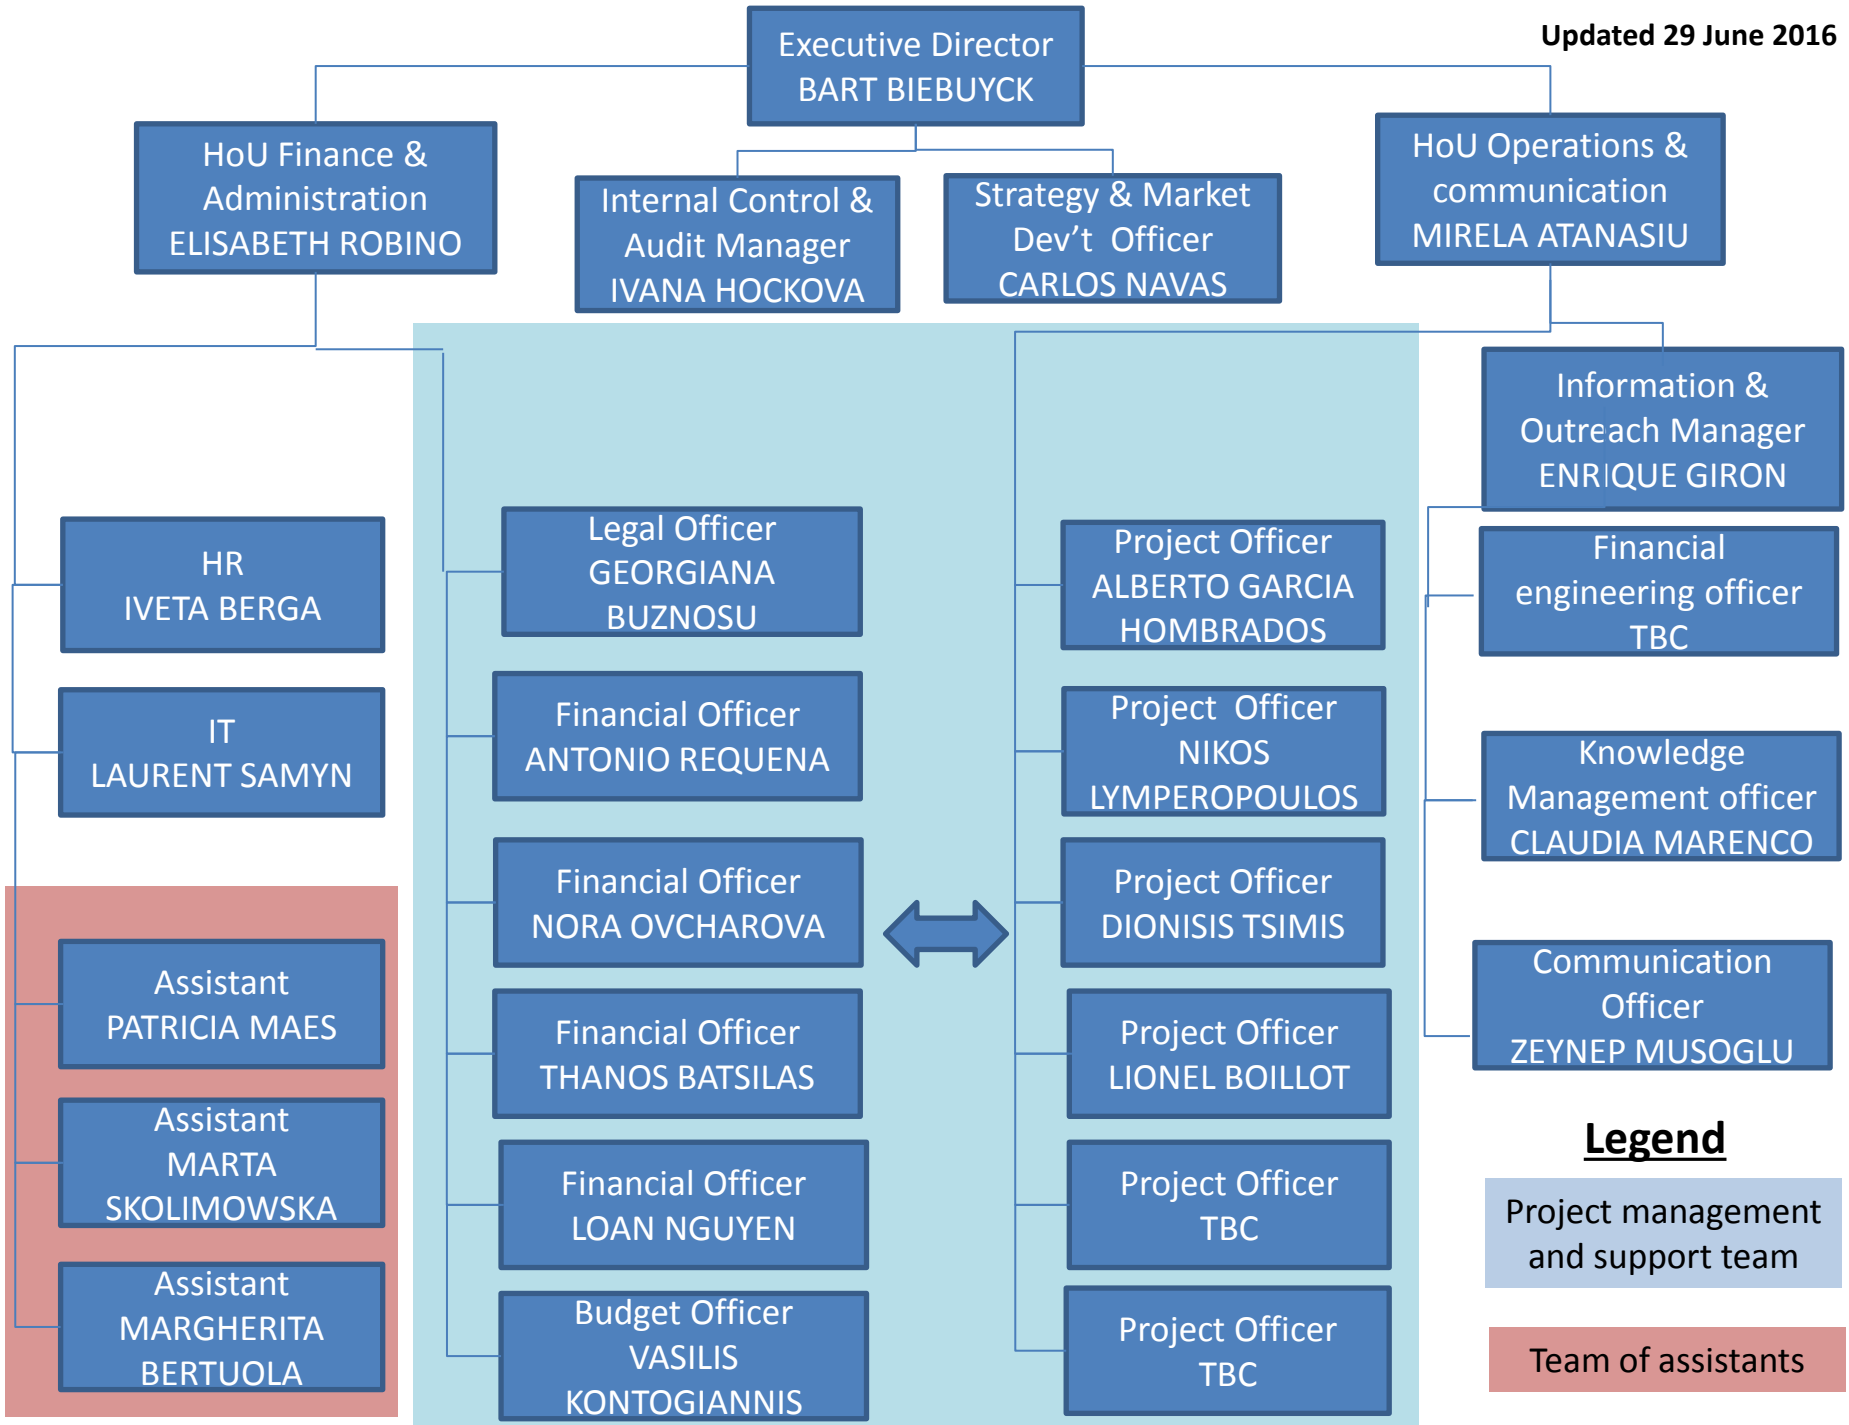 Updated 29 June 2016
Executive Director
BART BIEBUYCK
HoU Finance &
Administration
ELISABETH ROBINO
Internal Control &
Audit Manager
IVANA HOCKOVA
Strategy & Market
Dev’t Officer
CARLOS NAVAS
HoU Operations &
communication
MIRELA ATANASIU
Information &
Outreach Manager
ENRIQUE GIRON
HR
IVETA BERGA
IT
LAURENT SAMYN
Assistant
PATRICIA MAES
Assistant
MARTA
SKOLIMOWSKA
Assistant
MARGHERITA
BERTUOLA
Legal Officer
GEORGIANA
BUZNOSU
Financial Officer
ANTONIO REQUENA
Financial Officer
NORA OVCHAROVA
Financial Officer
THANOS BATSILAS
Financial Officer
LOAN NGUYEN
Budget Officer
VASILIS
KONTOGIANNIS
Project Officer
ALBERTO GARCIA
HOMBRADOS
Project Officer
NIKOS
LYMPEROPOULOS
Project Officer
DIONISIS TSIMIS
Project Officer
LIONEL BOILLOT
Project Officer
TBC
Project Officer
TBC
Financial
engineering officer
TBC
Knowledge
Management officer
CLAUDIA MARENCO
Communication
Officer
ZEYNEP MUSOGLU
Legend
Project management
and support team
Team of assistants